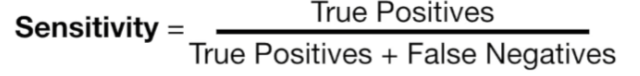 True Positives
Sensitivity =
True Positives + False Negatives